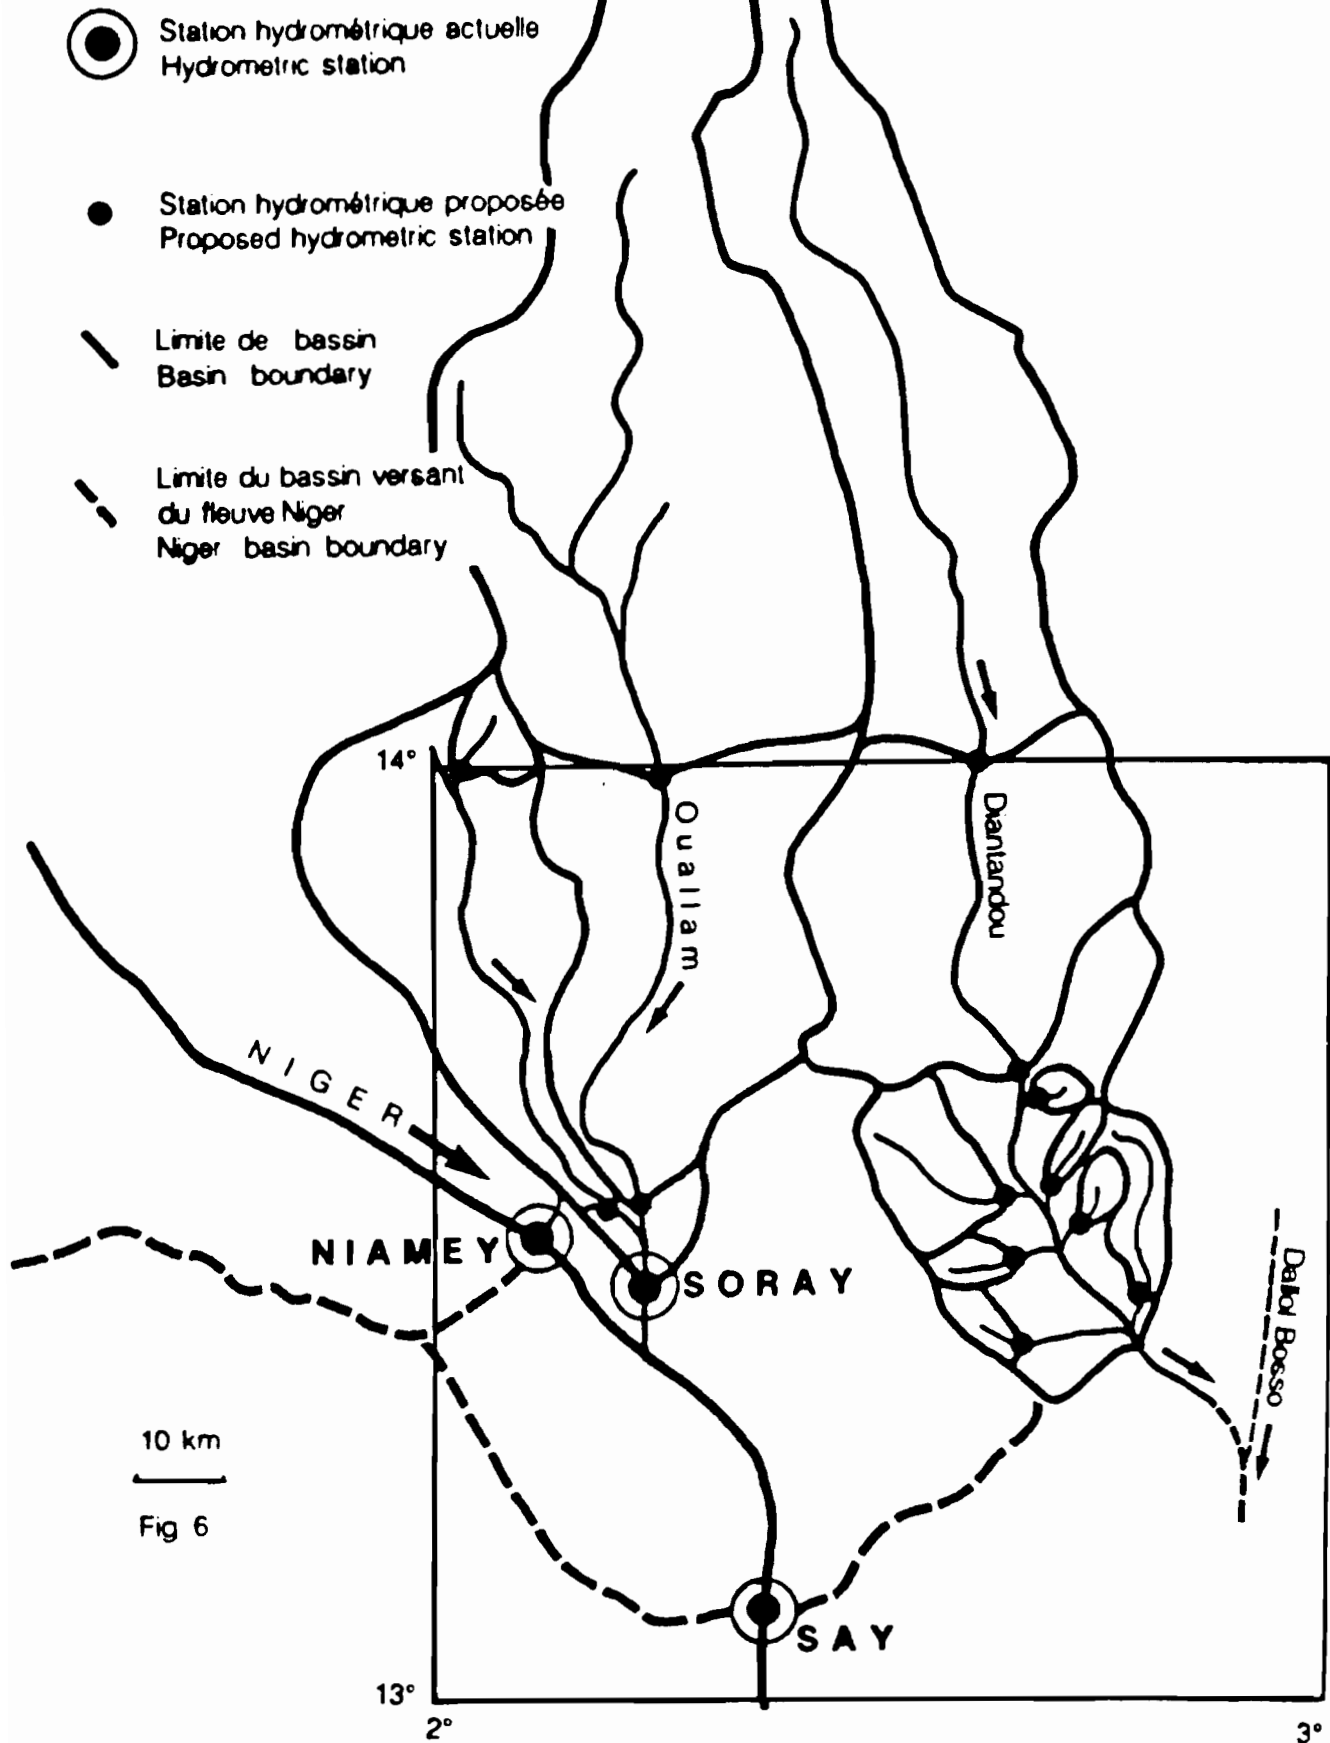 Station hydrométrique actuelle
Hydrometric station
Station hydrométrique proposée
Proposed hydrometric station
Limite de bassin
Basin boundary
Limite du bassin versant
du fleuve Niger
Niger basin boundary
14°
Ouallam
Diantandou
NIGER
NIAMEY
SORAY
Dallol Bosso
10 km
Fig 6
SAY
13°
2°
3°